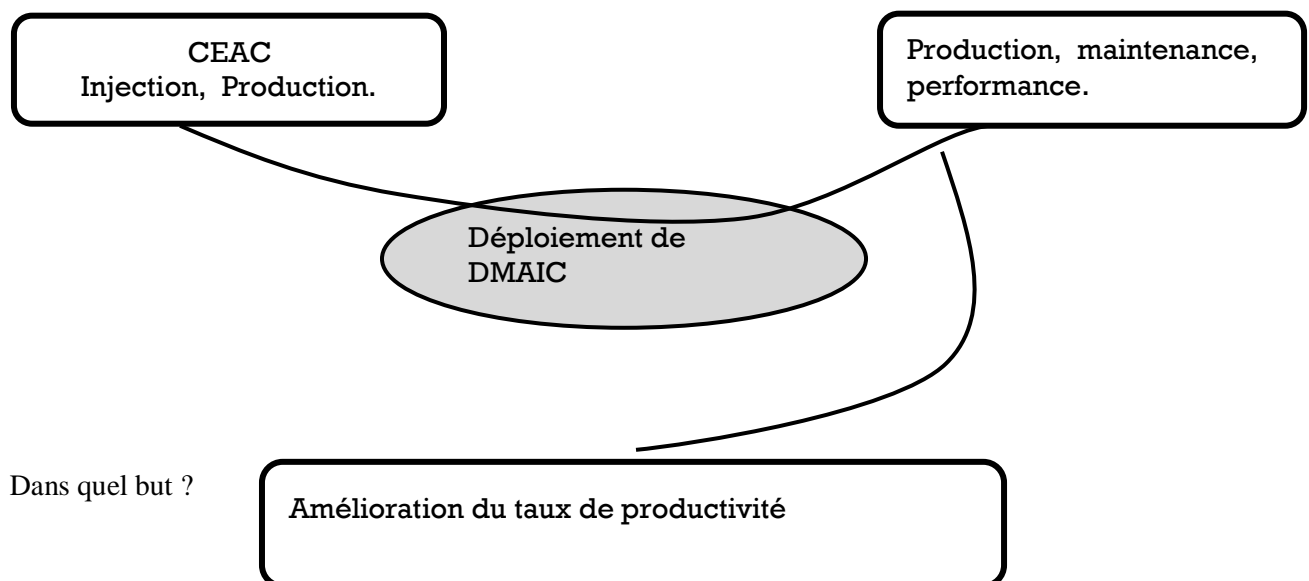 CEAC
Injection, Production.
Production, maintenance,
performance.
Déploiement de
DMAIC
Dans quel but ?
Amélioration du taux de productivité